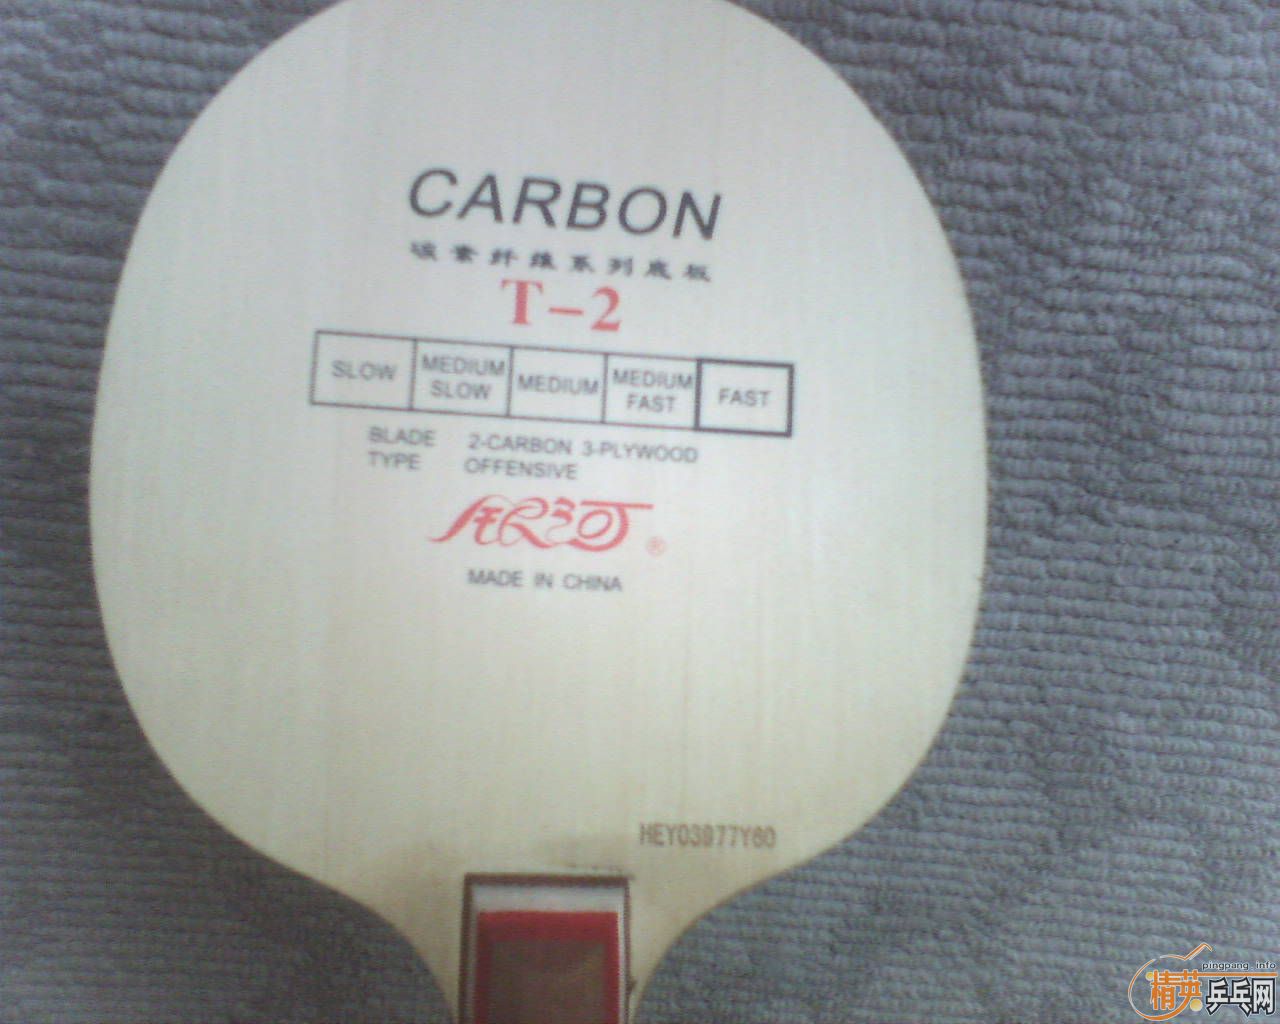 CARBON
碳素纤维系列底板
T-2
SLOW
MEDIUM SLOW
MEDIUM
MEDIUM FAST
FAST
BLADE 2-CARBON 3-PLYWOOD
TYPE OFFENSIVE
®
MADE IN CHINA
pingpang.info
精英乒乓网